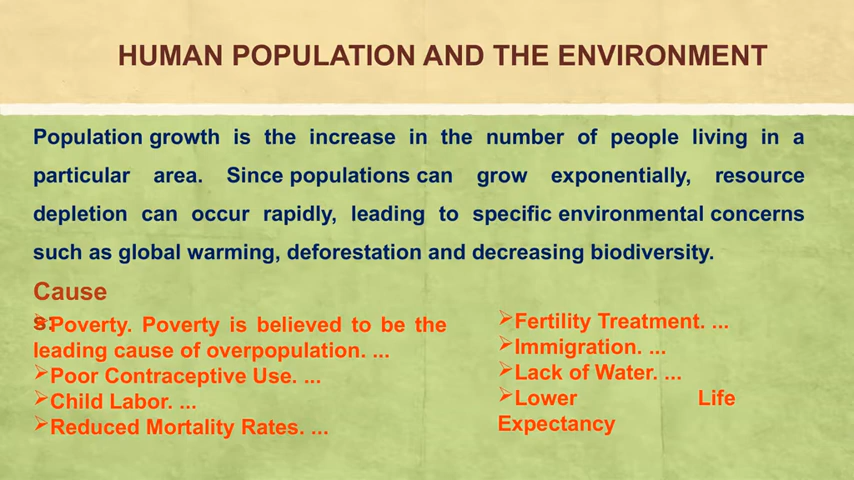 HUMAN POPULATION AND THE ENVIRONMENT
Population growth is the increase in the number of people living in a
particular area. Since populations can grow exponentially, resource
depletion can occur rapidly, leading to specific environmental concerns
such as global warming, deforestation and decreasing biodiversity.
Cause
s:
➢Poverty. Poverty is believed to be the
leading cause of overpopulation. ...
➢Poor Contraceptive Use. ...
➢Child Labor. ...
➢Reduced Mortality Rates. ...
➢Fertility Treatment. ...
➢Immigration. ...
➢Lack of Water. ...
➢Lower Life
Expectancy